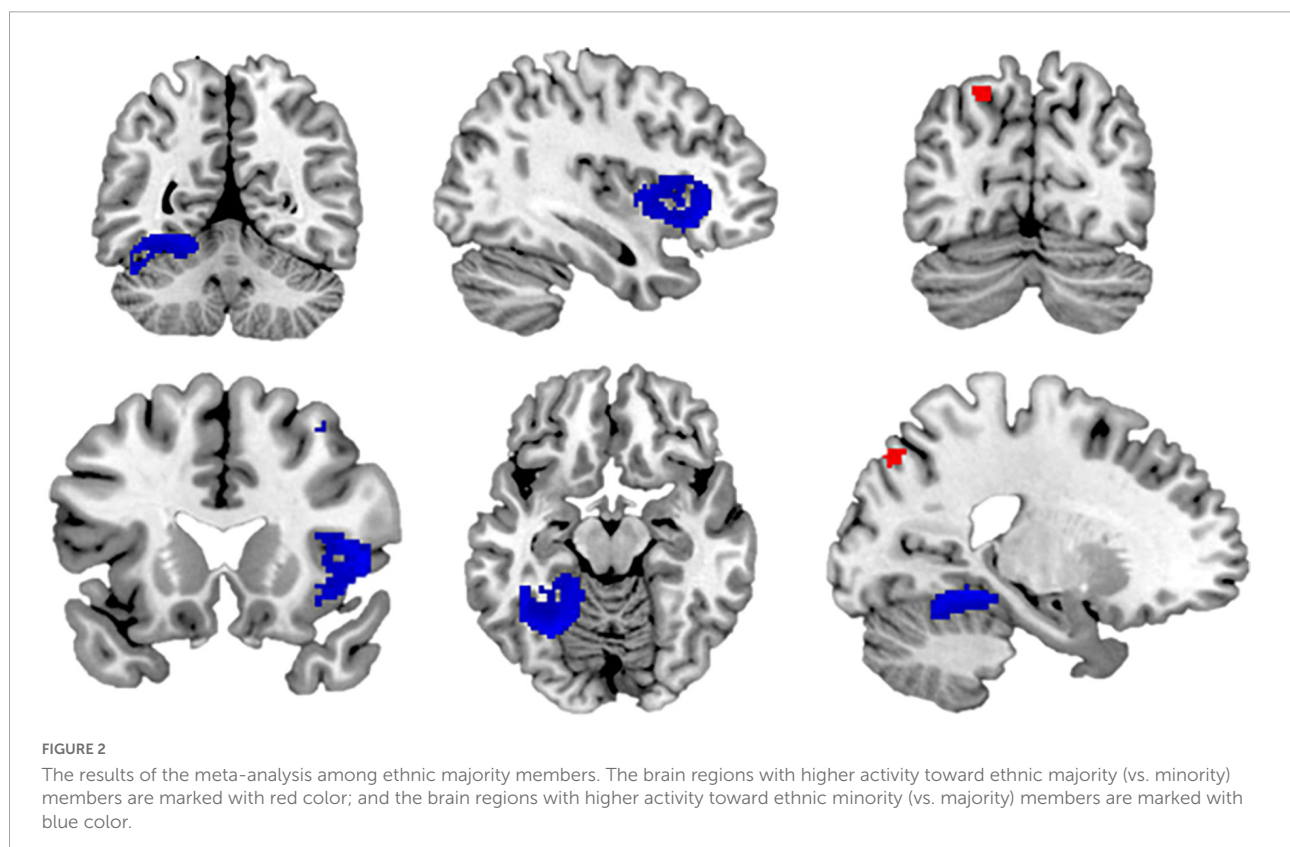 FIGURE 2
The results of the meta-analysis among ethnic majority members. The brain regions with higher activity toward ethnic majority (vs. minority)
members are marked with red color; and the brain regions with higher activity toward ethnic minority (vs. majority) members are marked with
blue color.